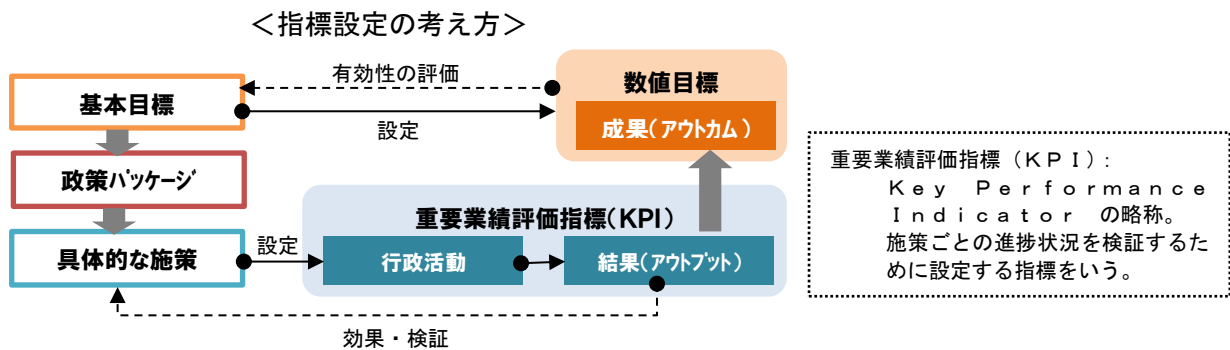 ＜指標設定の考え方＞
有効性の評価
基本目標
設定
数値目標
成果（アウトカム）
政策パッケージ
重要業績評価指標（KPI）
具体的な施策
設定
行政活動
結果（アウトプット）
効果・検証
重要業績評価指標（ＫＰＩ）：
Ｋｅｙ　Ｐｅｒｆｏｒｍａｎｃｅ
Ｉｎｄｉｃａｔｏｒ　の略称。
施策ごとの進捗状況を検証するた
めに設定する指標をいう。